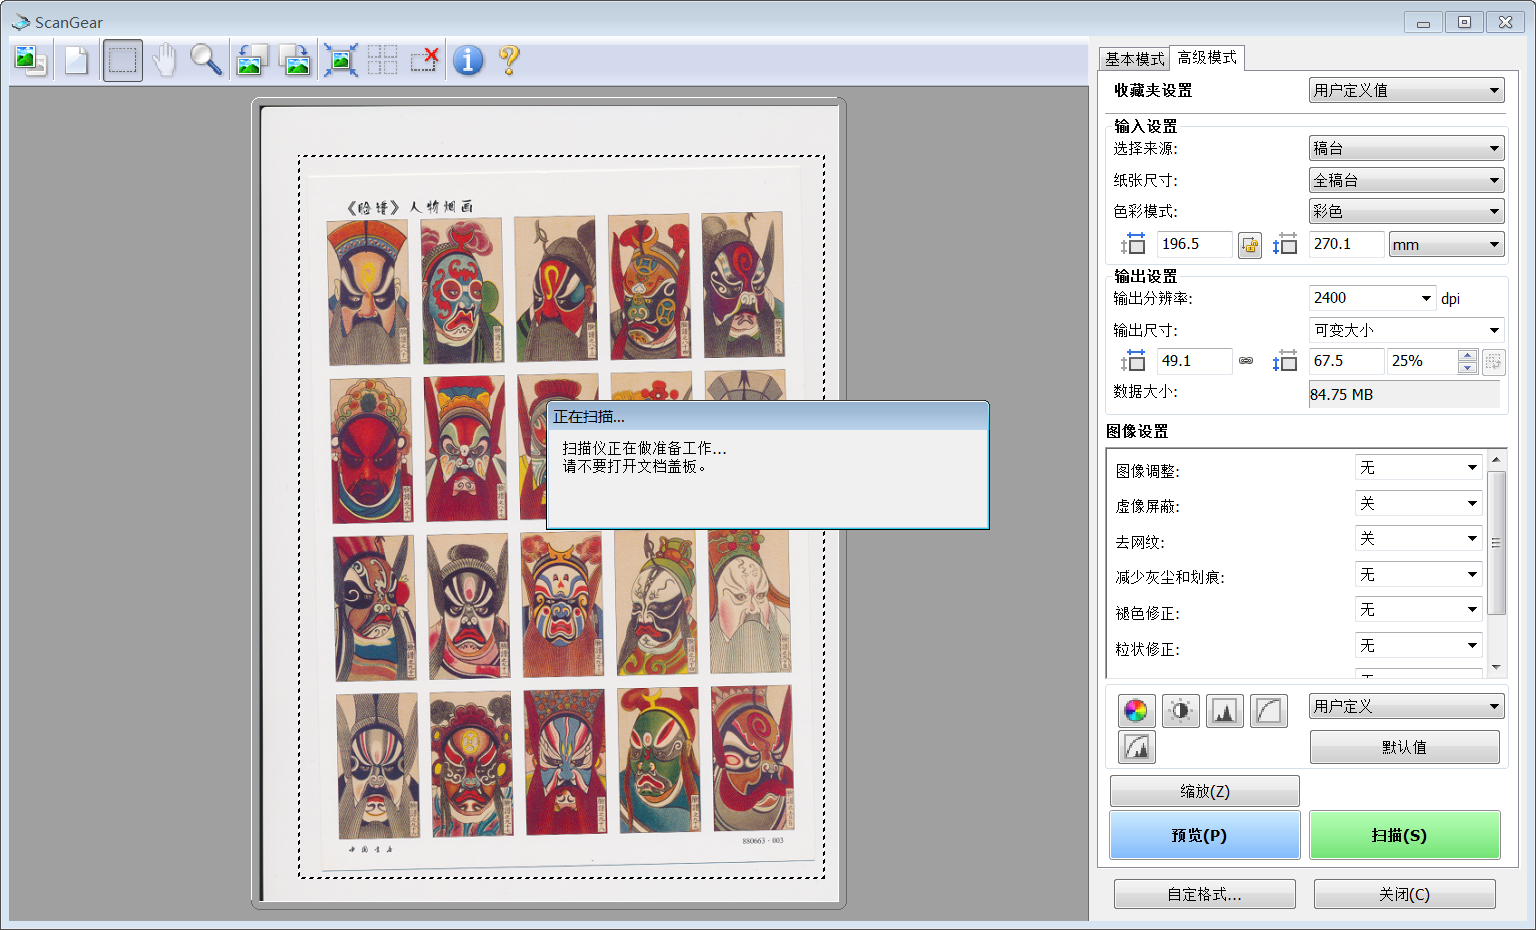 ScanGear
基本模式
高级模式
收藏夹设置
用户定义值
输入设置
选择来源:
稿台
纸张尺寸:
全稿台
色彩模式:
彩色
196.5
270.1
mm
输出设置
输出分辨率:
2400
dpi
输出尺寸:
可变大小
49.1
67.5
25%
数据大小:
84.75 MB
图像设置
图像调整:
无
虚像屏蔽:
关
去网纹:
关
减少灰尘和划痕:
无
褪色修正:
无
粒状修正:
无
用户定义
默认值
缩放(Z)
预览(P)
扫描(S)
自定格式...
关闭(C)
《脸谱》人物烟画
正在扫描...
扫描仪正在做准备工作...
请不要打开文档盖板。
中国书店
880663·003